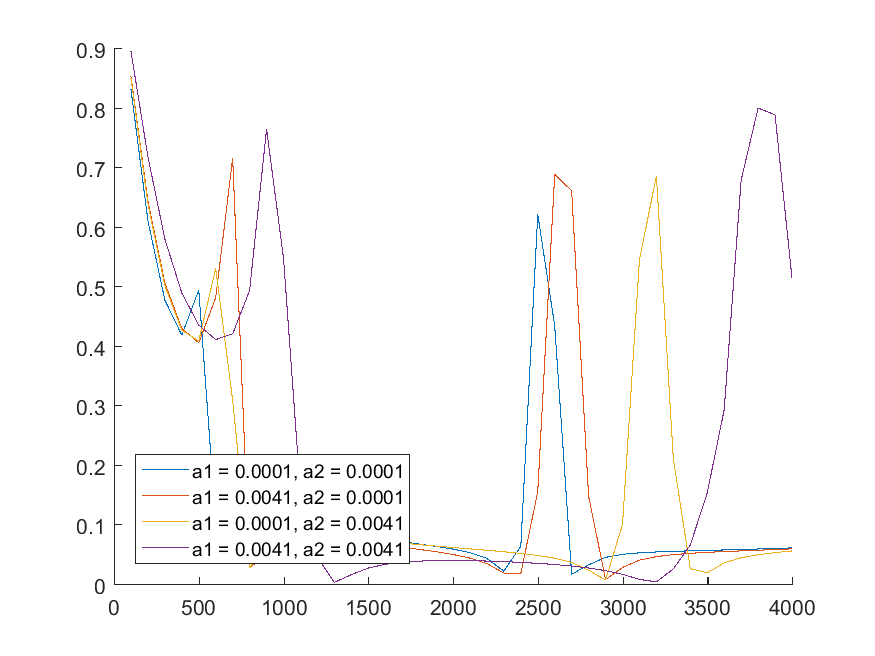 0.9
0.8
0.7
0.6
0.5
0.4
0.3
0.2
0.1
0
a1 = 0.0001, a2 = 0.0001
a1 = 0.0041, a2 = 0.0001
a1 = 0.0001, a2 = 0.0041
a1 = 0.0041, a2 = 0.0041
0 500 1000 1500 2000 2500 3000 3500 4000